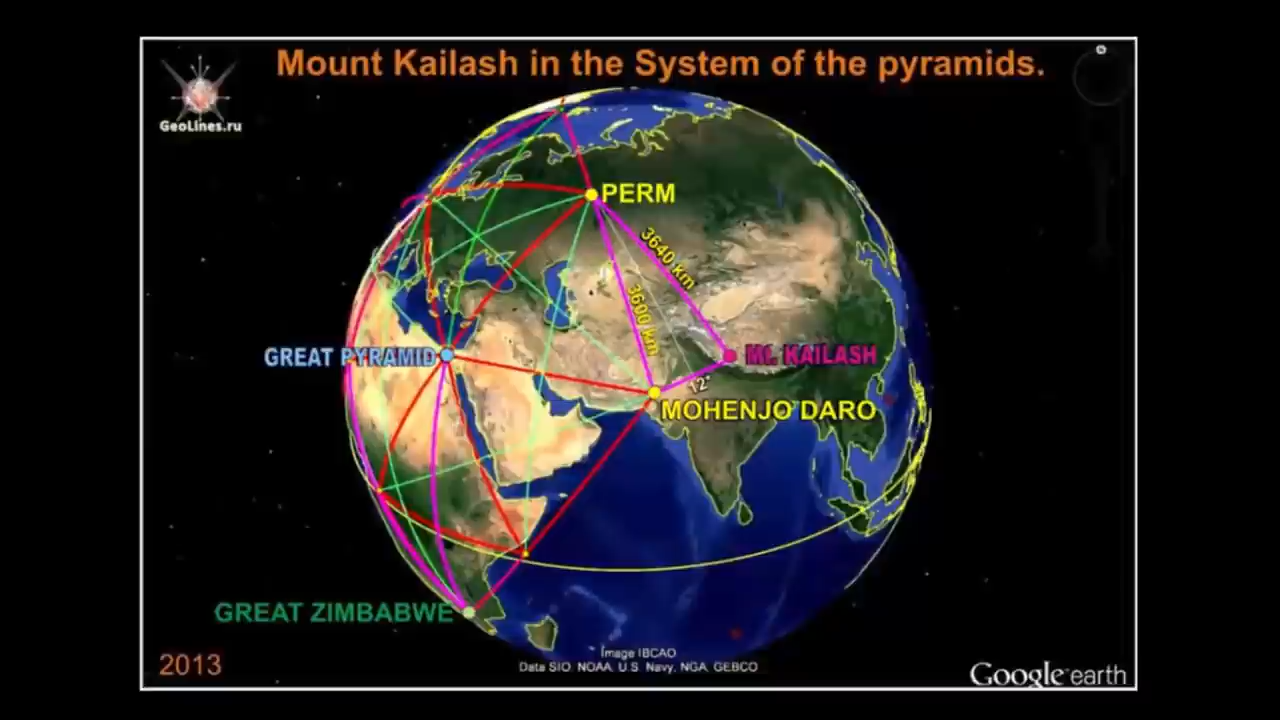 Mount Kailash in the System of the pyramids.
GeoLines.ru
PERM
3640 km
3690 km
GREAT PYRAMID
Mt. KAILASH
12°
MOHENJO DARO
GREAT ZIMBABWE
Image IBCAO
Data SIO, NOAA, U.S. Navy, NGA, GEBCO
2013
Google earth